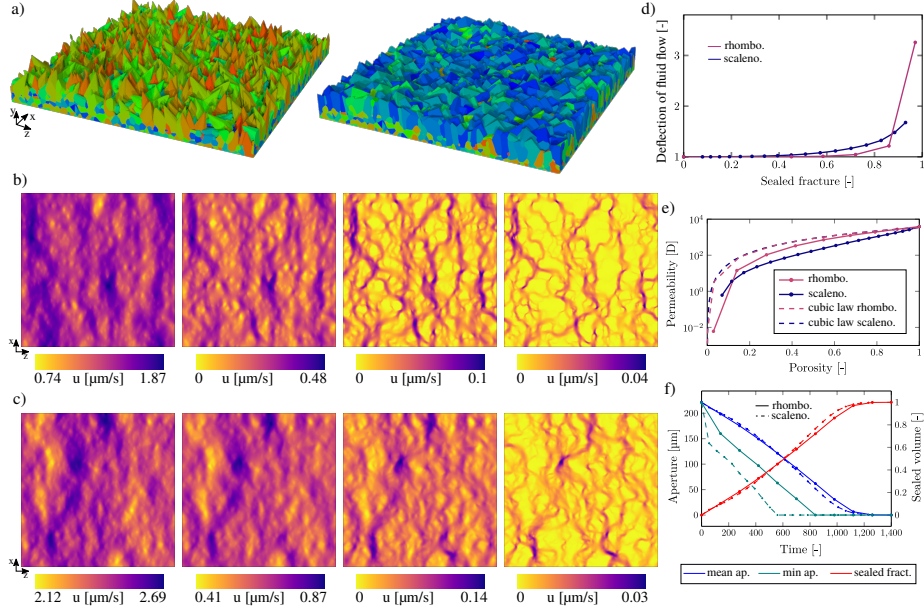 a)
y
x
z
b)
x
z
0.74 u [µm/s] 1.87
0 u [µm/s] 0.48
0 u [µm/s] 0.1
0 u [µm/s] 0.04
c)
x
z
2.12 u [µm/s] 2.69
0.41 u [µm/s] 0.87
0 u [µm/s] 0.14
0 u [µm/s] 0.03
d)
Deflection of fluid flow [-]
3
2
1
rhombo.
scaleno.
0 0.2 0.4 0.6 0.8 1
Sealed fracture [-]
e)
Permeability [D]
10^4
10^2
10^0
10^-2
rhombo.
scaleno.
cubic law rhombo.
cubic law scaleno.
0 0.2 0.4 0.6 0.8 1
Porosity [-]
f)
Aperture [µm]
200
150
100
50
0
rhombo.
scaleno.
1
0.8
0.6
0.4
0.2
0
Sealed volume [-]
0 200 400 600 800 1,000 1,200 1,400
Time [-]
mean ap. min ap. sealed fract.